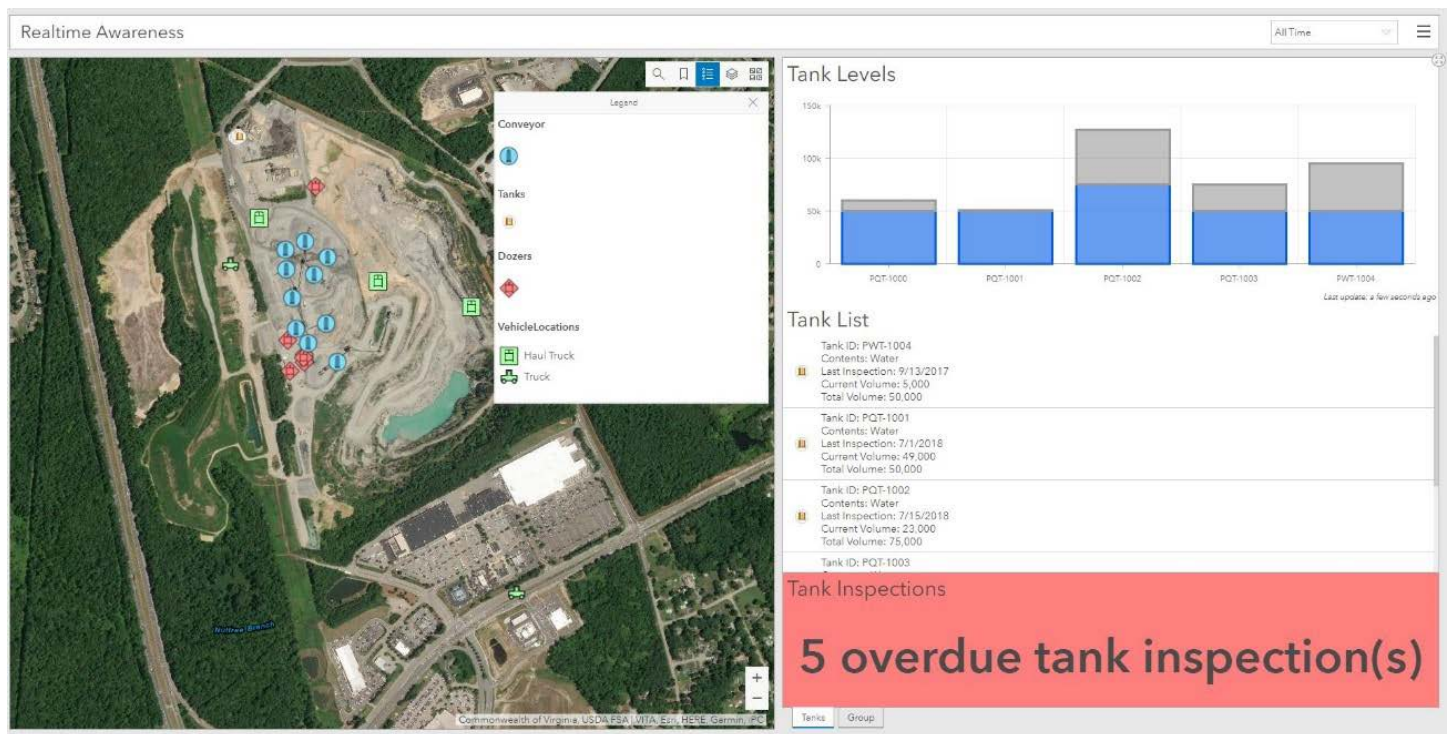 Realtime Awareness
All Time
Legend
Conveyor
Tanks
Dozers
VehicleLocations
Haul Truck
Truck
Nuttree Branch
+
−
Commonwealth of Virginia, USDA FSA | VITA, Esri, HERE, Garmin, iPC
Tank Levels
150k
100k
50k
0
PQT-1000
PQT-1001
PQT-1002
PQT-1003
PWT-1004
Last update: a few seconds ago
Tank List
Tank ID: PWT-1004
Contents: Water
Last Inspection: 9/13/2017
Current Volume: 5,000
Total Volume: 50,000
Tank ID: PQT-1001
Contents: Water
Last Inspection: 7/1/2018
Current Volume: 49,000
Total Volume: 50,000
Tank ID: PQT-1002
Contents: Water
Last Inspection: 7/15/2018
Current Volume: 23,000
Total Volume: 75,000
Tank ID: PQT-1003
Tank Inspections
5 overdue tank inspection(s)
Tanks
Group